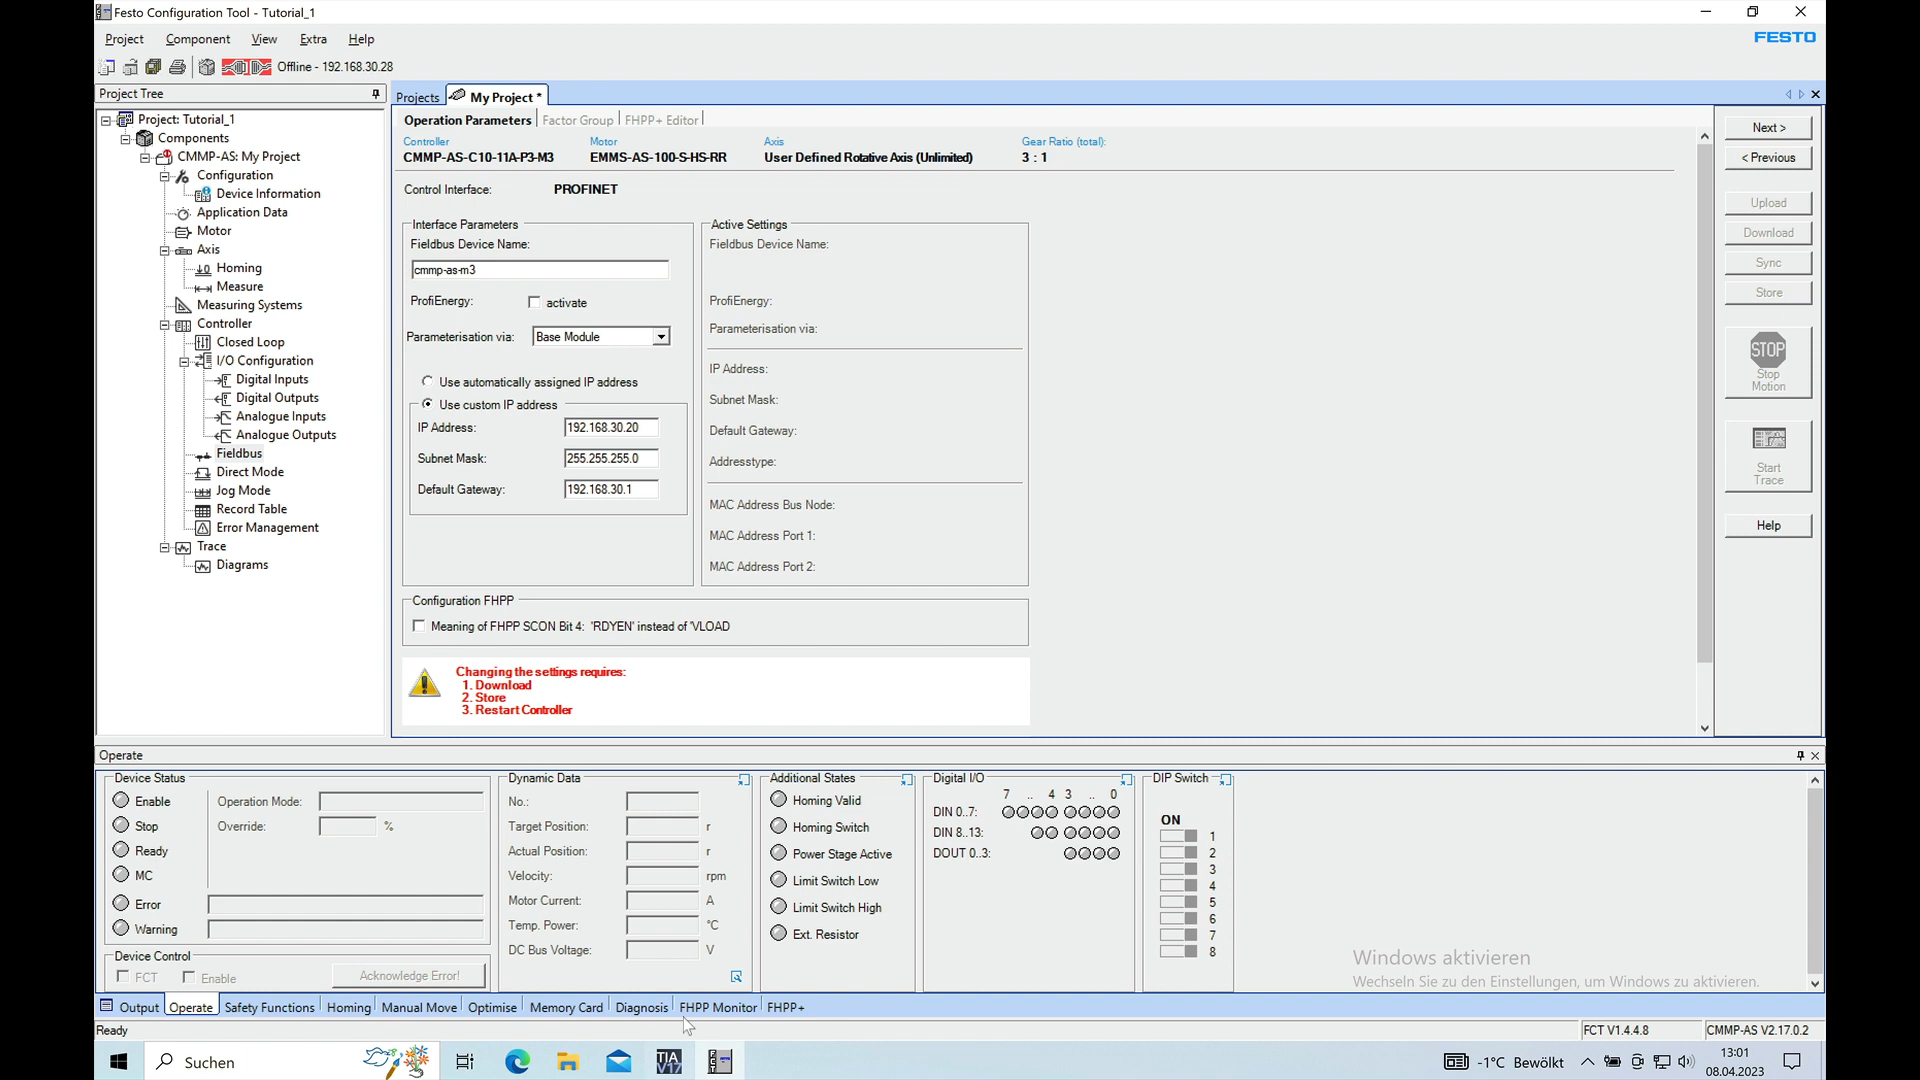 Festo Configuration Tool - Tutorial_1
Project Component View Extra Help
FESTO
Offline - 192.168.30.28
Project Tree
Projects My Project *
Project: Tutorial_1
Components
CMMP-AS: My Project
Configuration
Device Information
Application Data
Motor
Axis
Homing
Measure
Measuring Systems
Controller
Closed Loop
I/O Configuration
Digital Inputs
Digital Outputs
Analogue Inputs
Analogue Outputs
Fieldbus
Direct Mode
Jog Mode
Record Table
Error Management
Trace
Diagrams
Operation Parameters Factor Group FHPP+ Editor
Controller Motor Axis Gear Ratio (total):
CMMP-AS-C10-11A-P3-M3 EMMS-AS-100-S-HS-RR User Defined Rotative Axis (Unlimited) 3 : 1
Control Interface: PROFINET
Interface Parameters
Fieldbus Device Name:
cmmp-as-m3
ProfiEnergy: activate
Parameterisation via: Base Module
Use automatically assigned IP address
Use custom IP address
IP Address: 192.168.30.20
Subnet Mask: 255.255.255.0
Default Gateway: 192.168.30.1
Active Settings
Fieldbus Device Name:
ProfiEnergy:
Parameterisation via:
IP Address:
Subnet Mask:
Default Gateway:
Addresstype:
MAC Address Bus Node:
MAC Address Port 1:
MAC Address Port 2:
Configuration FHPP
Meaning of FHPP SCON Bit 4: 'RDYEN' instead of 'VLOAD
Changing the settings requires:
1. Download
2. Store
3. Restart Controller
Next >
< Previous
Upload
Download
Sync
Store
STOP
Stop
Motion
Start
Trace
Help
Operate
Device Status
Enable
Stop
Ready
MC
Error
Warning
Operation Mode:
Override: %
Device Control
FCT Enable Acknowledge Error!
Dynamic Data
No.:
Target Position: r
Actual Position: r
Velocity: rpm
Motor Current: A
Temp. Power: °C
DC Bus Voltage: V
Additional States
Homing Valid
Homing Switch
Power Stage Active
Limit Switch Low
Limit Switch High
Ext. Resistor
Digital I/O
7 .. 4 3 .. 0
DIN 0..7:
DIN 8..13:
DOUT 0..3:
DIP Switch
ON
1
2
3
4
5
6
7
8
Windows aktivieren
Wechseln Sie zu den Einstellungen, um Windows zu aktivieren.
Output Operate Safety Functions Homing Manual Move Optimise Memory Card Diagnosis FHPP Monitor FHPP+
Ready FCT V1.4.4.8 CMMP-AS V2.17.0.2
Suchen
TIA
V17
-1°C Bewölkt
13:01
08.04.2023